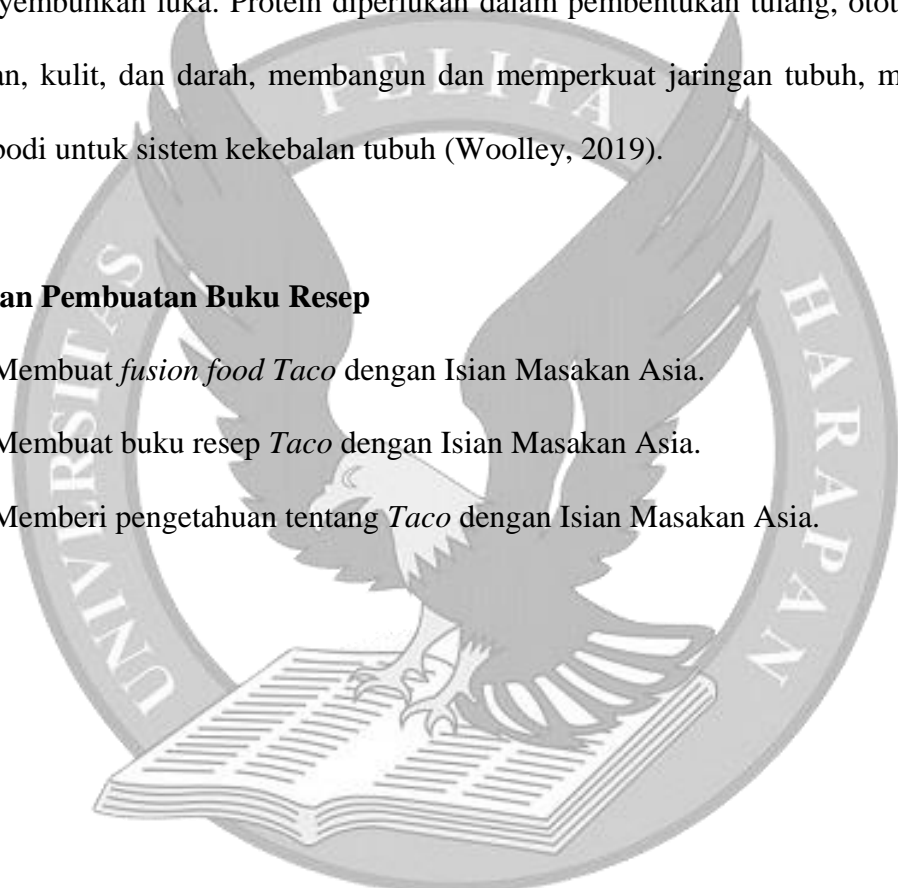 yembuhkan luka. Protein diperlukan dalam pembentukan tulang, otot
an, kulit, dan darah, membangun dan memperkuat jaringan tubuh, m
bodi untuk sistem kekebalan tubuh (Woolley, 2019).
an Pembuatan Buku Resep
Membuat fusion food Taco dengan Isian Masakan Asia.
Membuat buku resep Taco dengan Isian Masakan Asia.
Memberi pengetahuan tentang Taco dengan Isian Masakan Asia.
UNIVERSITAS PELITA HARAPAN